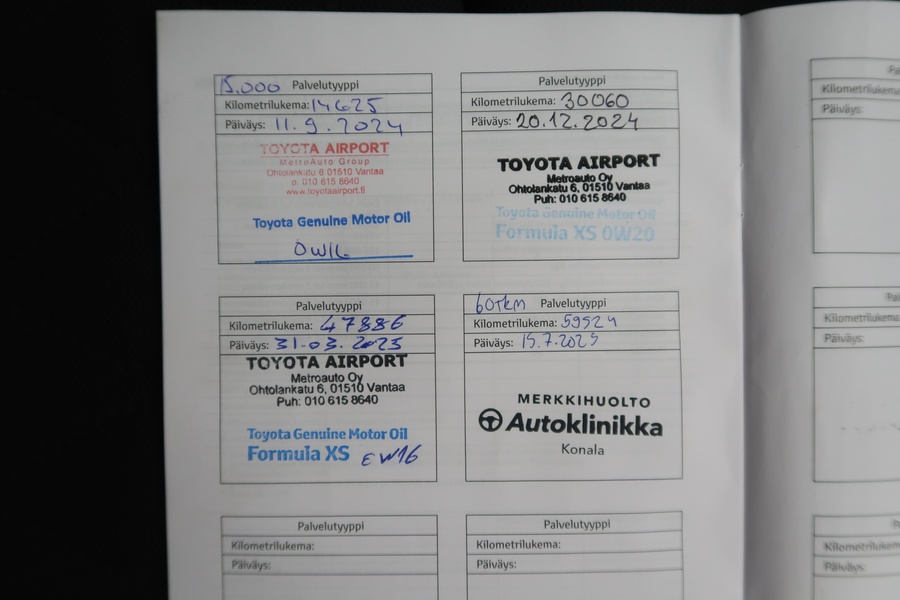 15.000 Palvelutyyppi
Kilometrilukema: 14625
Päiväys: 11.9.2024
TOYOTA AIRPORT
MetroAuto Group
Ohtolankatu 6 01510 Vantaa
p. 010 615 8640
www.toyotaairport.fi
Toyota Genuine Motor Oil
0W16
Palvelutyyppi
Kilometrilukema: 30060
Päiväys: 20.12.2024
TOYOTA AIRPORT
Metroauto Oy
Ohtolankatu 6, 01510 Vantaa
Puh: 010 615 8640
Toyota Genuine Motor Oil
Formula XS 0W20
Palvelutyyppi
Kilometrilukema: 47886
Päiväys: 31.03.2025
TOYOTA AIRPORT
Metroauto Oy
Ohtolankatu 6, 01510 Vantaa
Puh: 010 615 8640
Toyota Genuine Motor Oil
Formula XS 0W16
60tkm Palvelutyyppi
Kilometrilukema: 59524
Päiväys: 15.7.2025
MERKKIHUOLTO
Autoklinikka
Konala
Palvelutyyppi
Kilometrilukema:
Päiväys:
Palvelutyyppi
Kilometrilukema:
Päiväys:
Kilometrilukema
Päiväys:
Kilometrilukema
Päiväys:
Kilometrilukema
Päiväys: